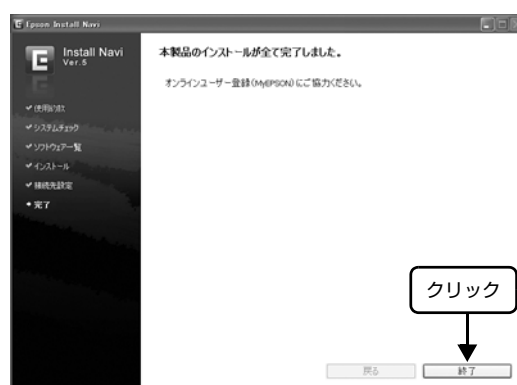 Epson Install Navi
Install Navi
Ver.5
本製品のインストールが全て完了しました。
オンラインユーザー登録(MyEPSON)にご協力ください。
使用許諾
システムチェック
ソフトウェア一覧
インストール
接続先設定
完了
クリック
戻る
終了